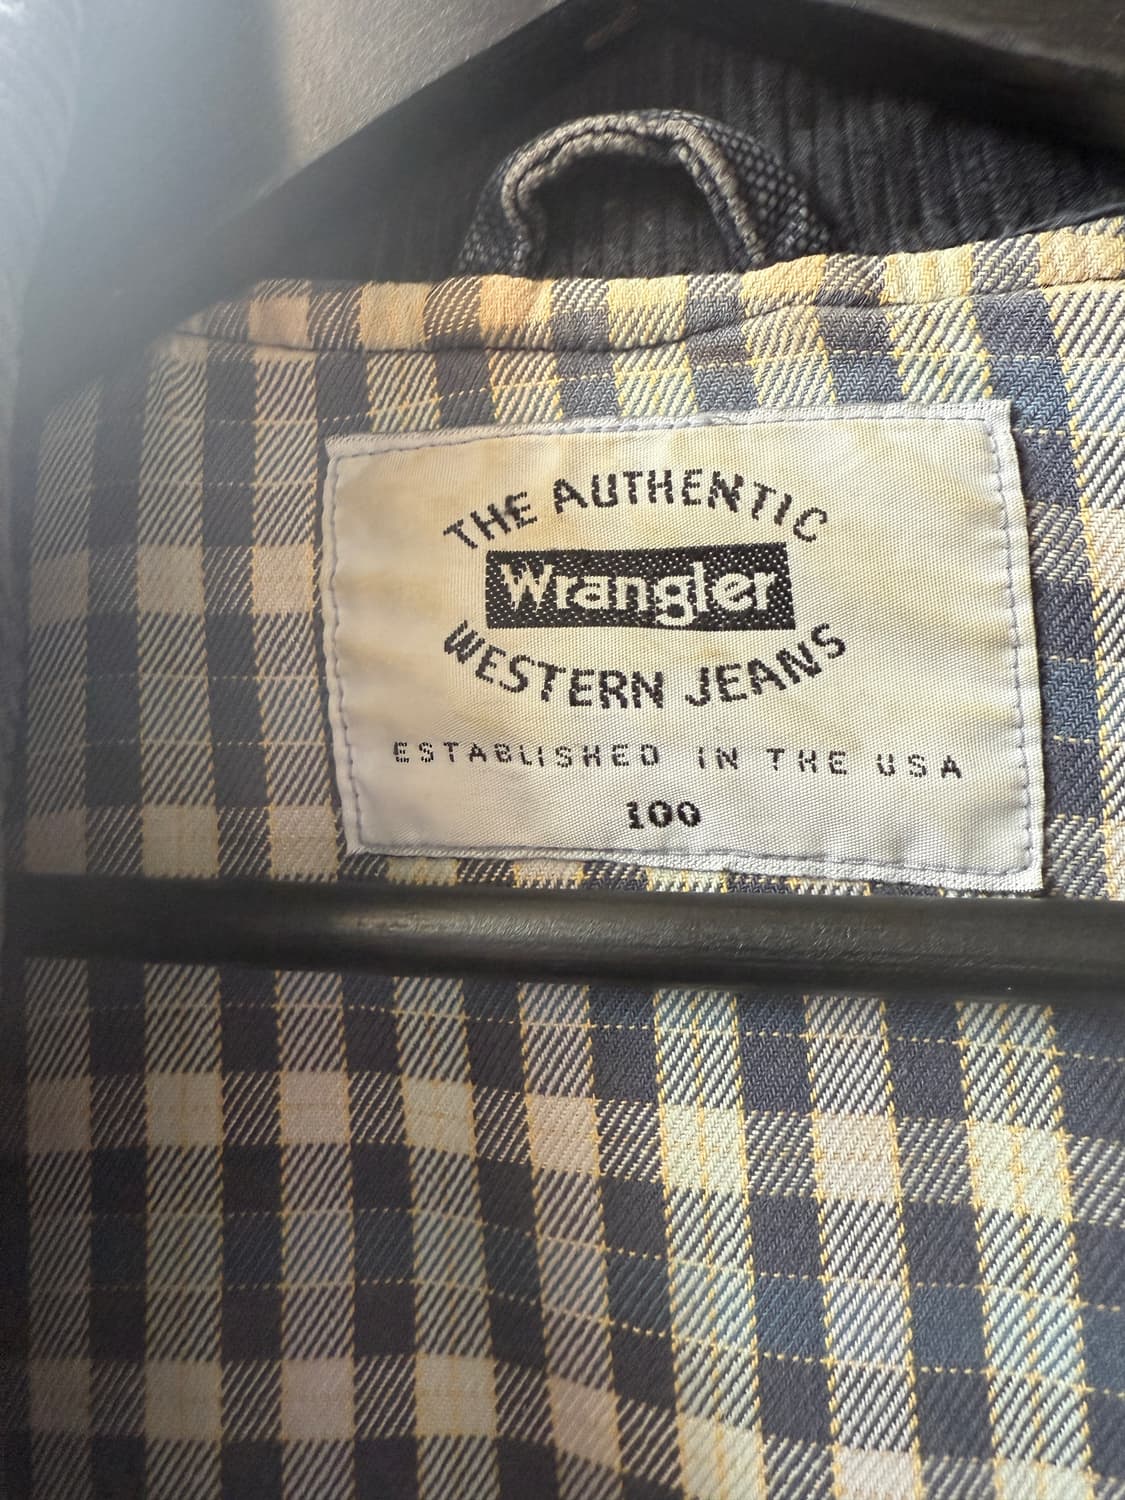 THE AUTHENTIC
Wrangler
WESTERN JEANS
ESTABLISHED IN THE USA
100